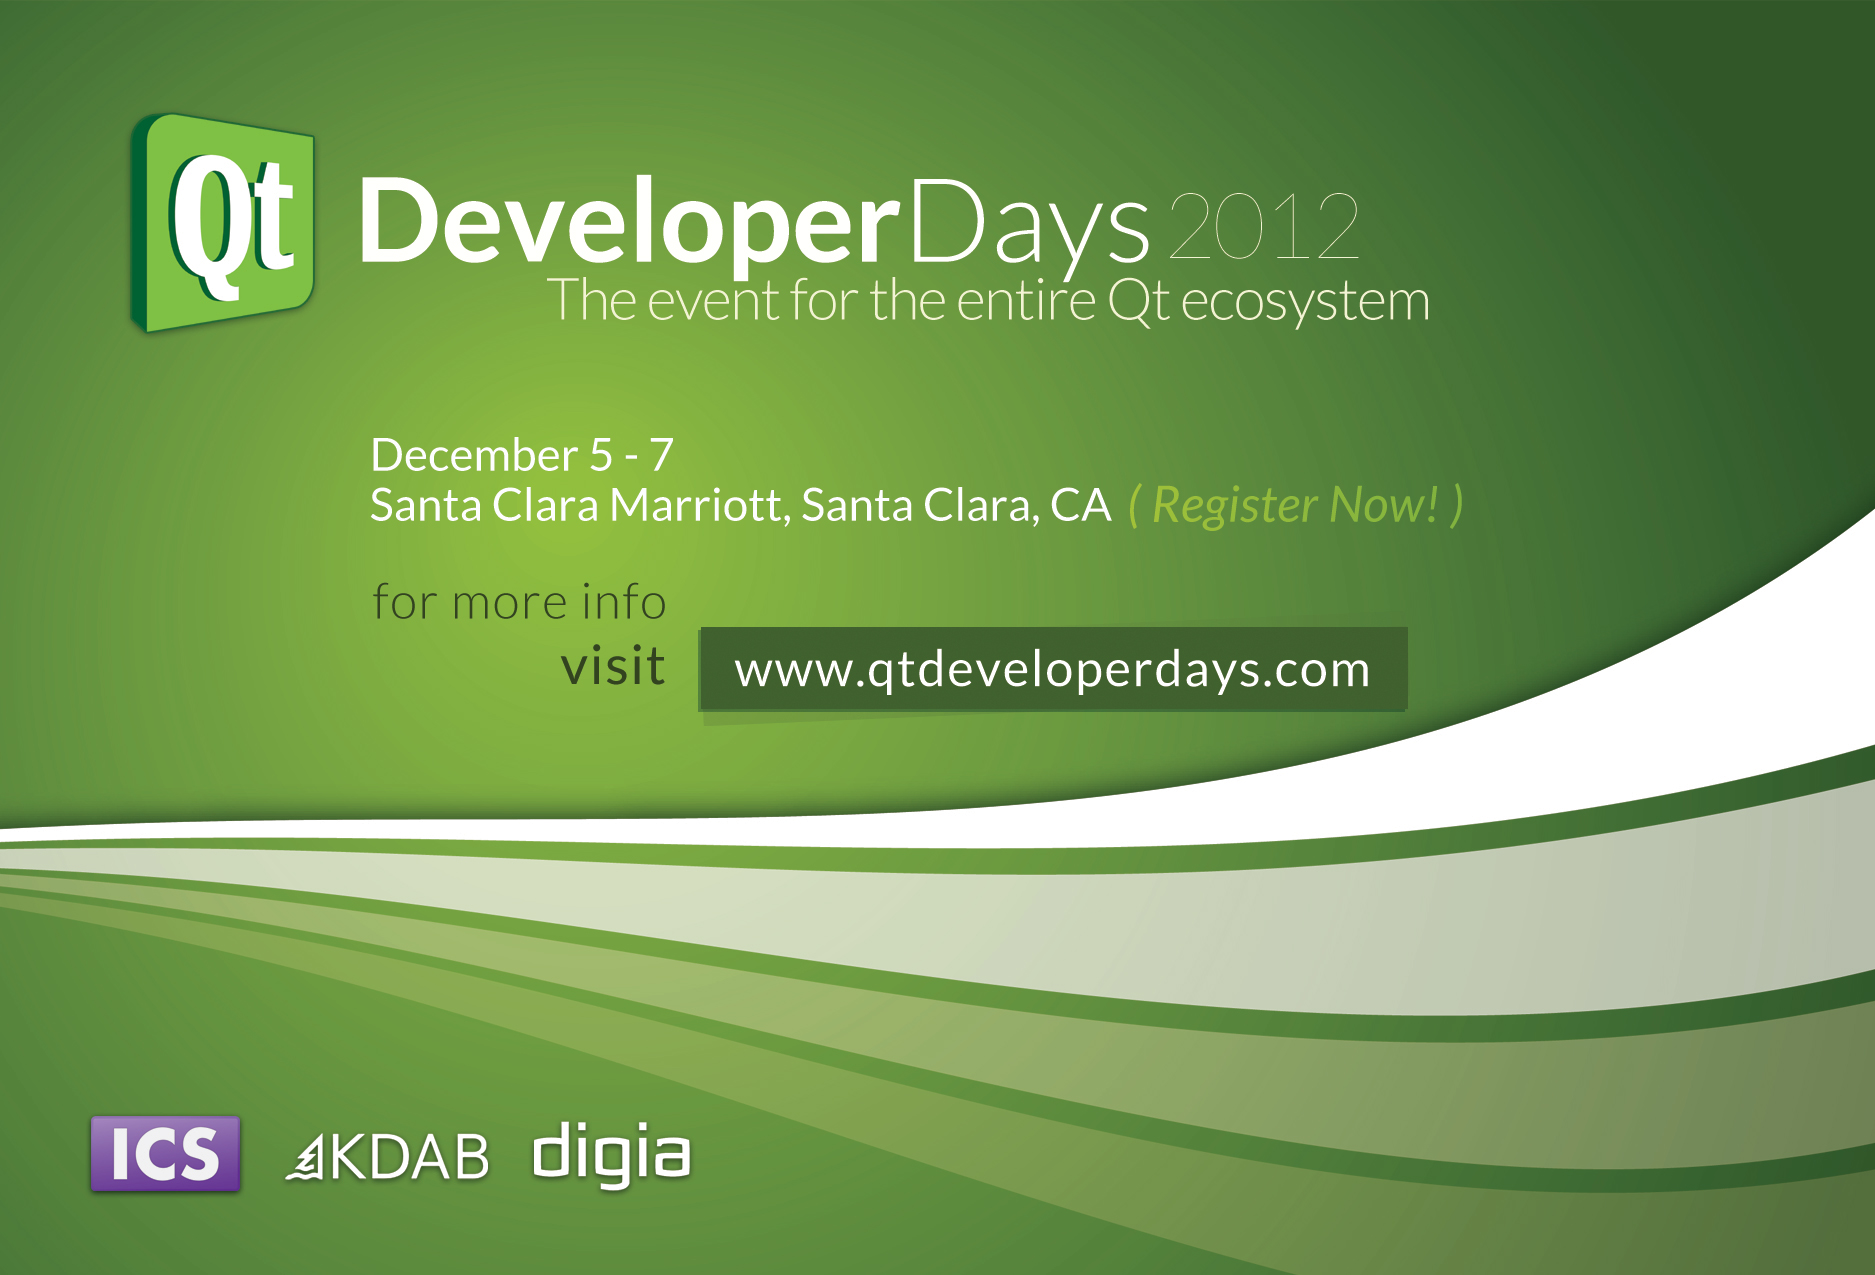 Qt
DeveloperDays 2012
The event for the entire Qt ecosystem
December 5 - 7
Santa Clara Marriott, Santa Clara, CA ( Register Now! )
for more info
visit www.qtdeveloperdays.com
ICS KDAB digia